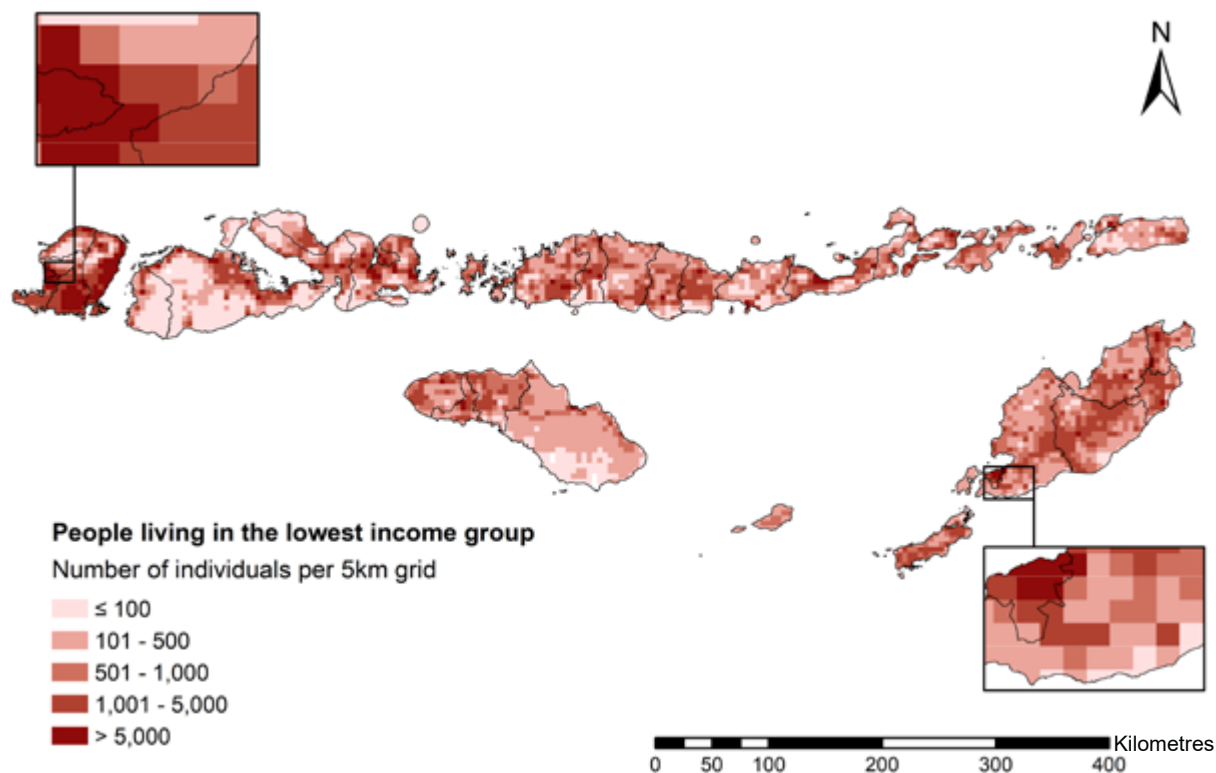 N
People living in the lowest income group
Number of individuals per 5km grid
≤ 100
101 - 500
501 - 1,000
1,001 - 5,000
> 5,000
Kilometres
0 50 100 200 300 400